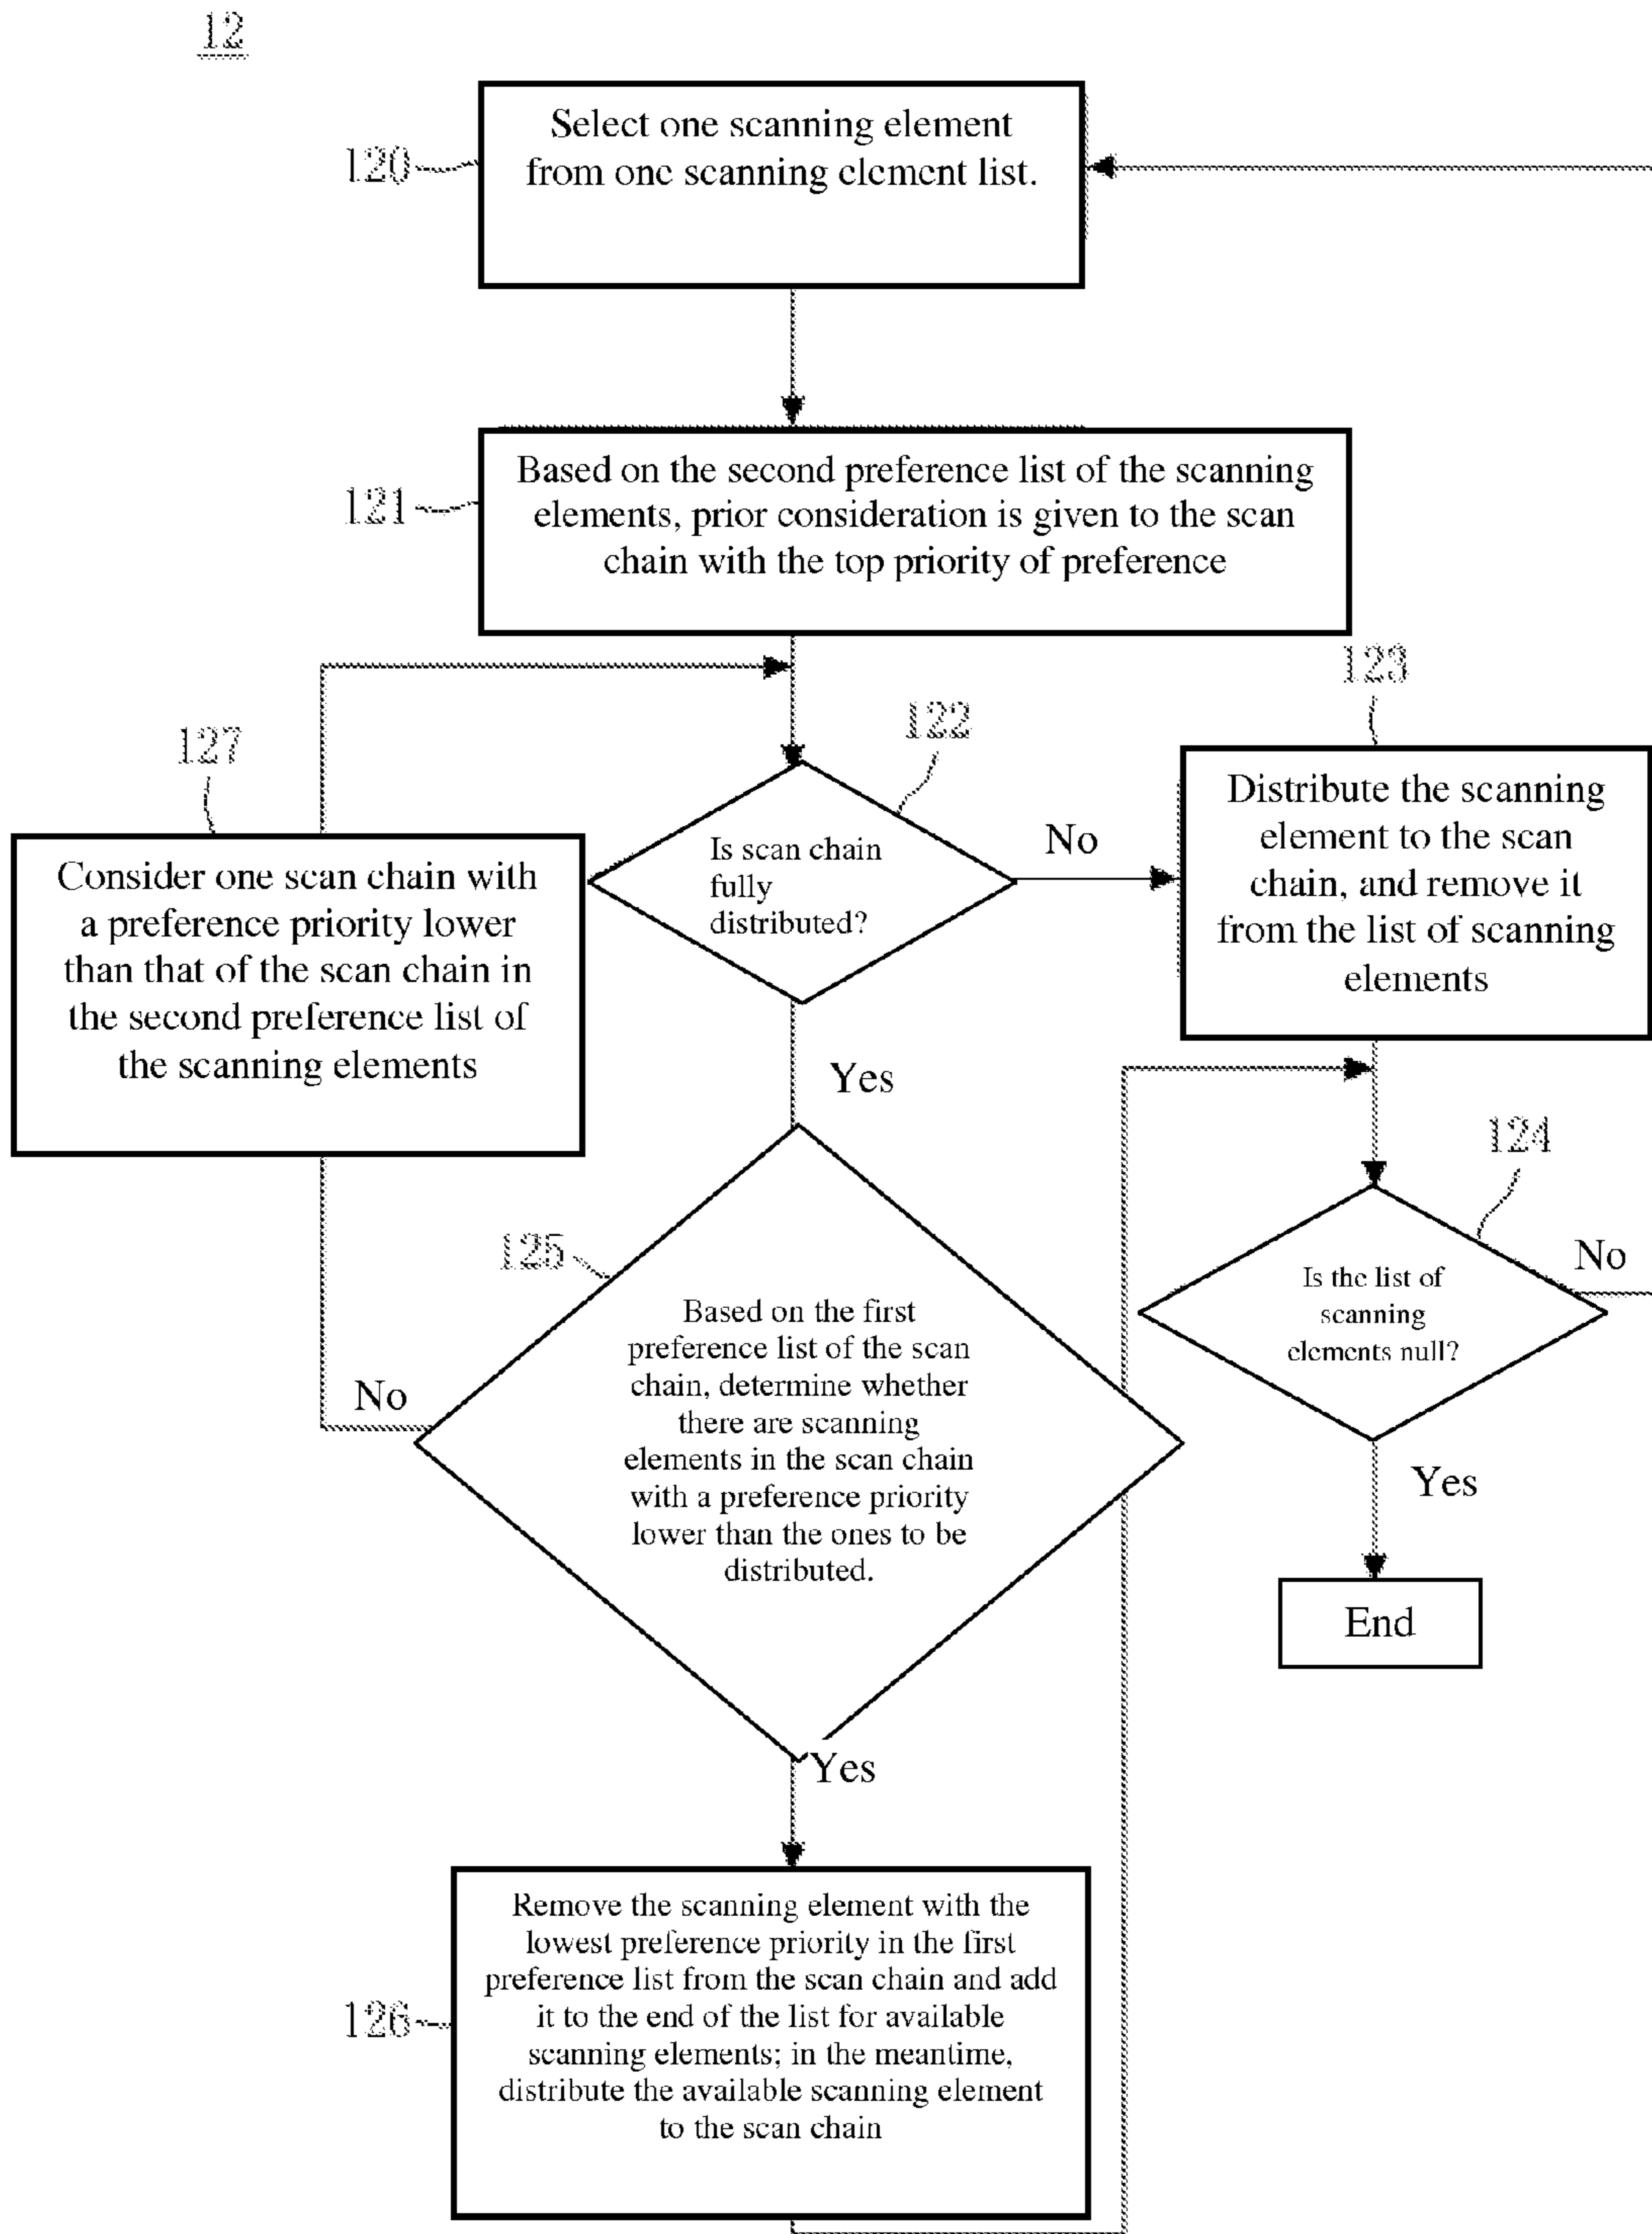 12
120
Select one scanning element
from one scanning element list.
121
Based on the second preference list of the scanning
elements, prior consideration is given to the scan
chain with the top priority of preference
127
Consider one scan chain with
a preference priority lower
than that of the scan chain in
the second preference list of
the scanning elements
122
Is scan chain
fully
distributed?
No
Yes
123
Distribute the scanning
element to the scan
chain, and remove it
from the list of scanning
elements
124
Is the list of
scanning
elements null?
No
Yes
End
125
Based on the first
preference list of the scan
chain, determine whether
there are scanning
elements in the scan chain
with a preference priority
lower than the ones to be
distributed.
No
Yes
126
Remove the scanning element with the
lowest preference priority in the first
preference list from the scan chain and add
it to the end of the list for available
scanning elements; in the meantime,
distribute the available scanning element
to the scan chain